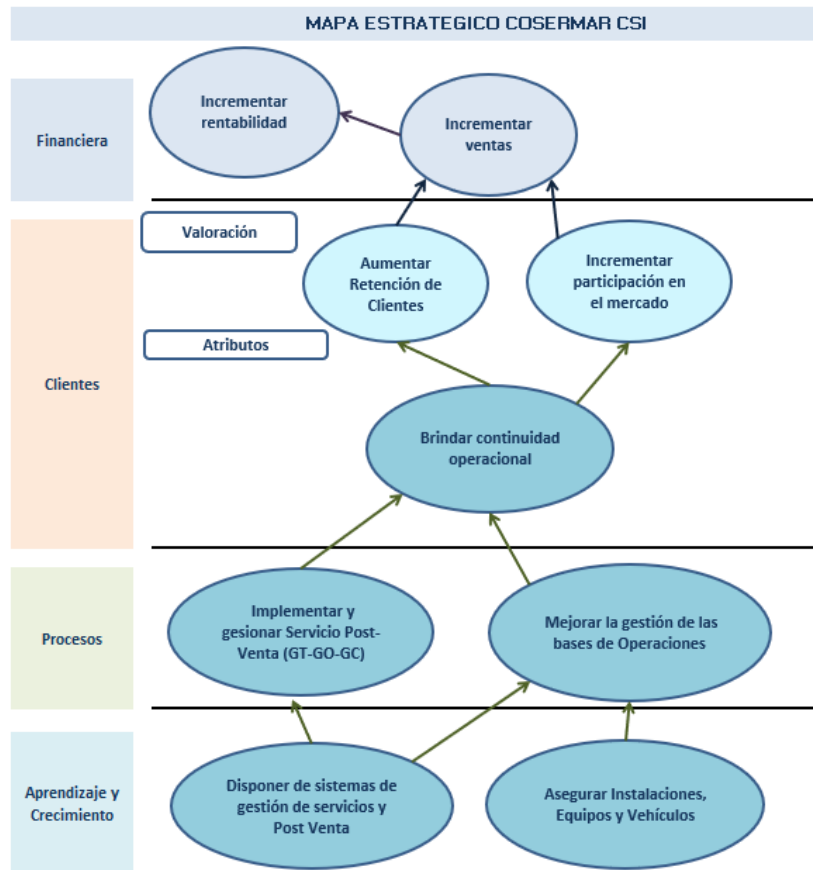 MAPA ESTRATEGICO COSERMAR CSI
Financiera
Incrementar
rentabilidad
Incrementar
ventas
Clientes
Valoración
Aumentar
Retención de
Clientes
Incrementar
participación en
el mercado
Atributos
Brindar continuidad
operacional
Procesos
Implementar y
gesionar Servicio Post-
Venta (GT-GO-GC)
Mejorar la gestión de las
bases de Operaciones
Aprendizaje y
Crecimiento
Disponer de sistemas de
gestión de servicios y
Post Venta
Asegurar Instalaciones,
Equipos y Vehículos